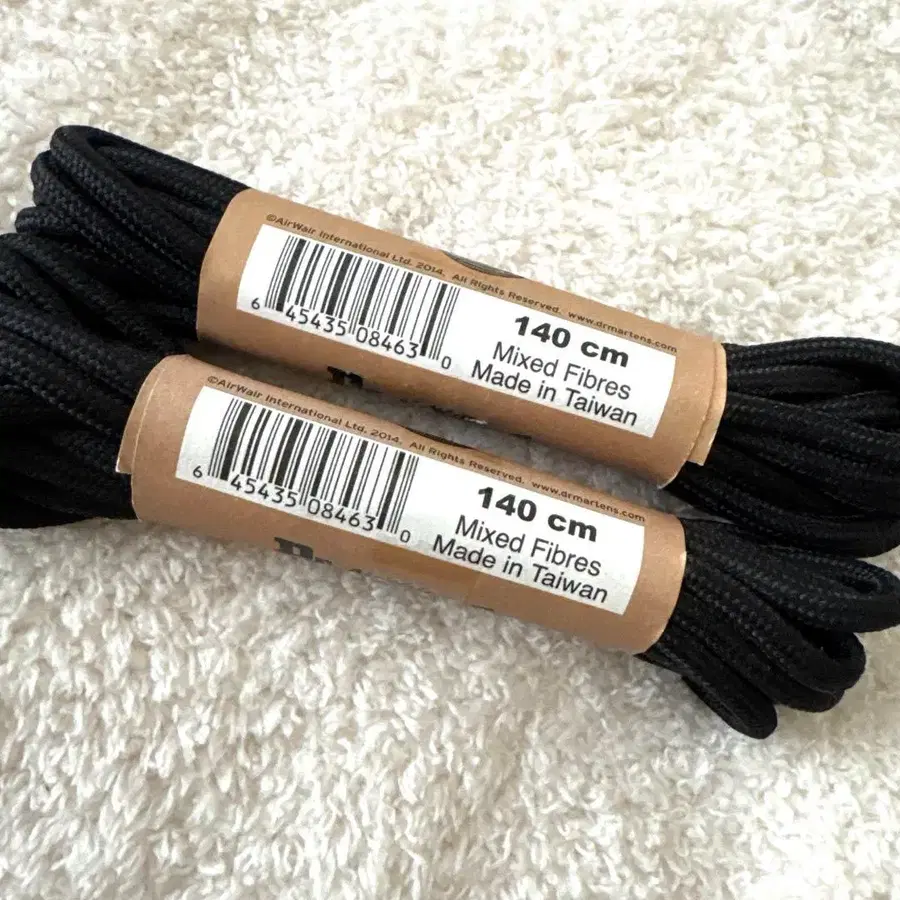 ©AirWair International Ltd. 2014. All Rights Reserved. www.drmartens.com
6 45435 08463 0
140 cm
Mixed Fibres
Made in Taiwan
©AirWair International Ltd. 2014. All Rights Reserved. www.drmartens.com
6 45435 08463 0
140 cm
Mixed Fibres
Made in Taiwan